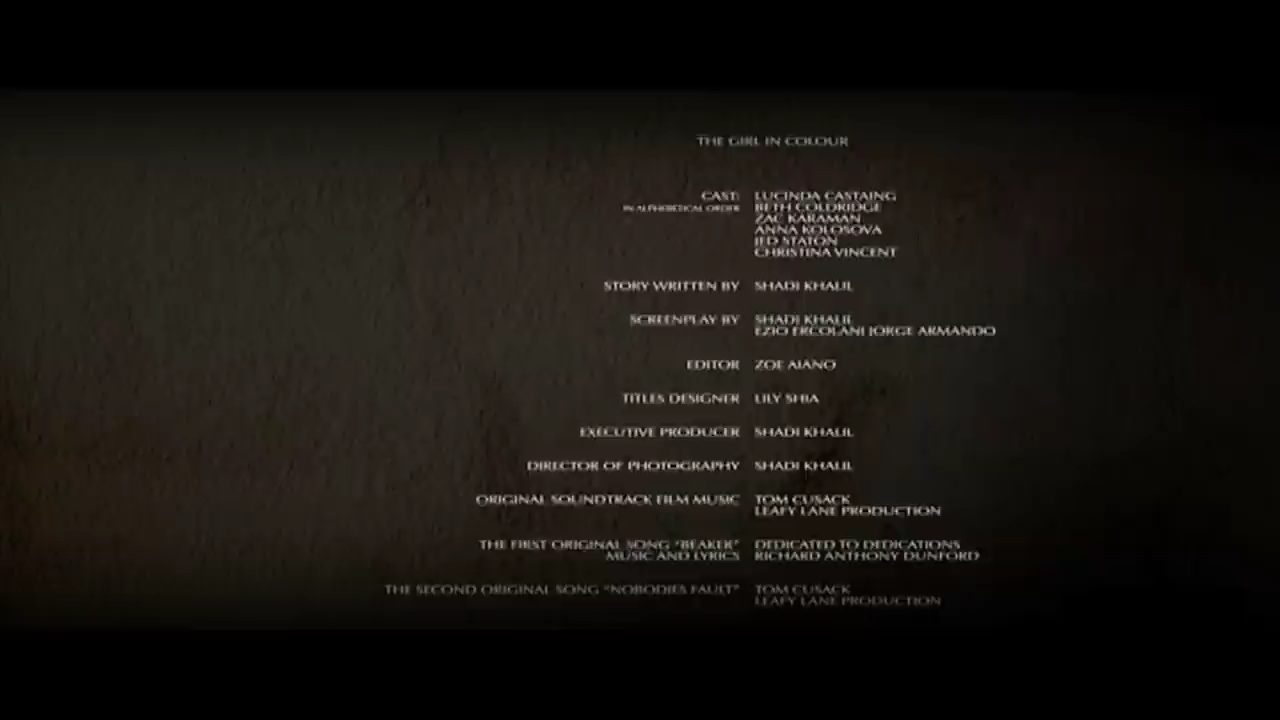 THE GIRL IN COLOUR
CAST: LUCINDA CASTAING
IN ALPHABETICAL ORDER BETH COLDRIDGE
ZAC KARAMAN
ANNA KOLOSOVA
JED STATON
CHRISTINA VINCENT
STORY WRITTEN BY SHADI KHALIL
SCREENPLAY BY SHADI KHALIL
EZIO ERCOLANI JORGE ARMANDO
EDITOR ZOE AIANO
TITLES DESIGNER LILY SHIA
EXECUTIVE PRODUCER SHADI KHALIL
DIRECTOR OF PHOTOGRAPHY SHADI KHALIL
ORIGINAL SOUNDTRACK FILM MUSIC TOM CUSACK
LEAFY LANE PRODUCTION
THE FIRST ORIGINAL SONG "BEAKER" DEDICATED TO DEDICATIONS
MUSIC AND LYRICS RICHARD ANTHONY DUNFORD
THE SECOND ORIGINAL SONG "NOBODIES FAULT" TOM CUSACK
LEAFY LANE PRODUCTION